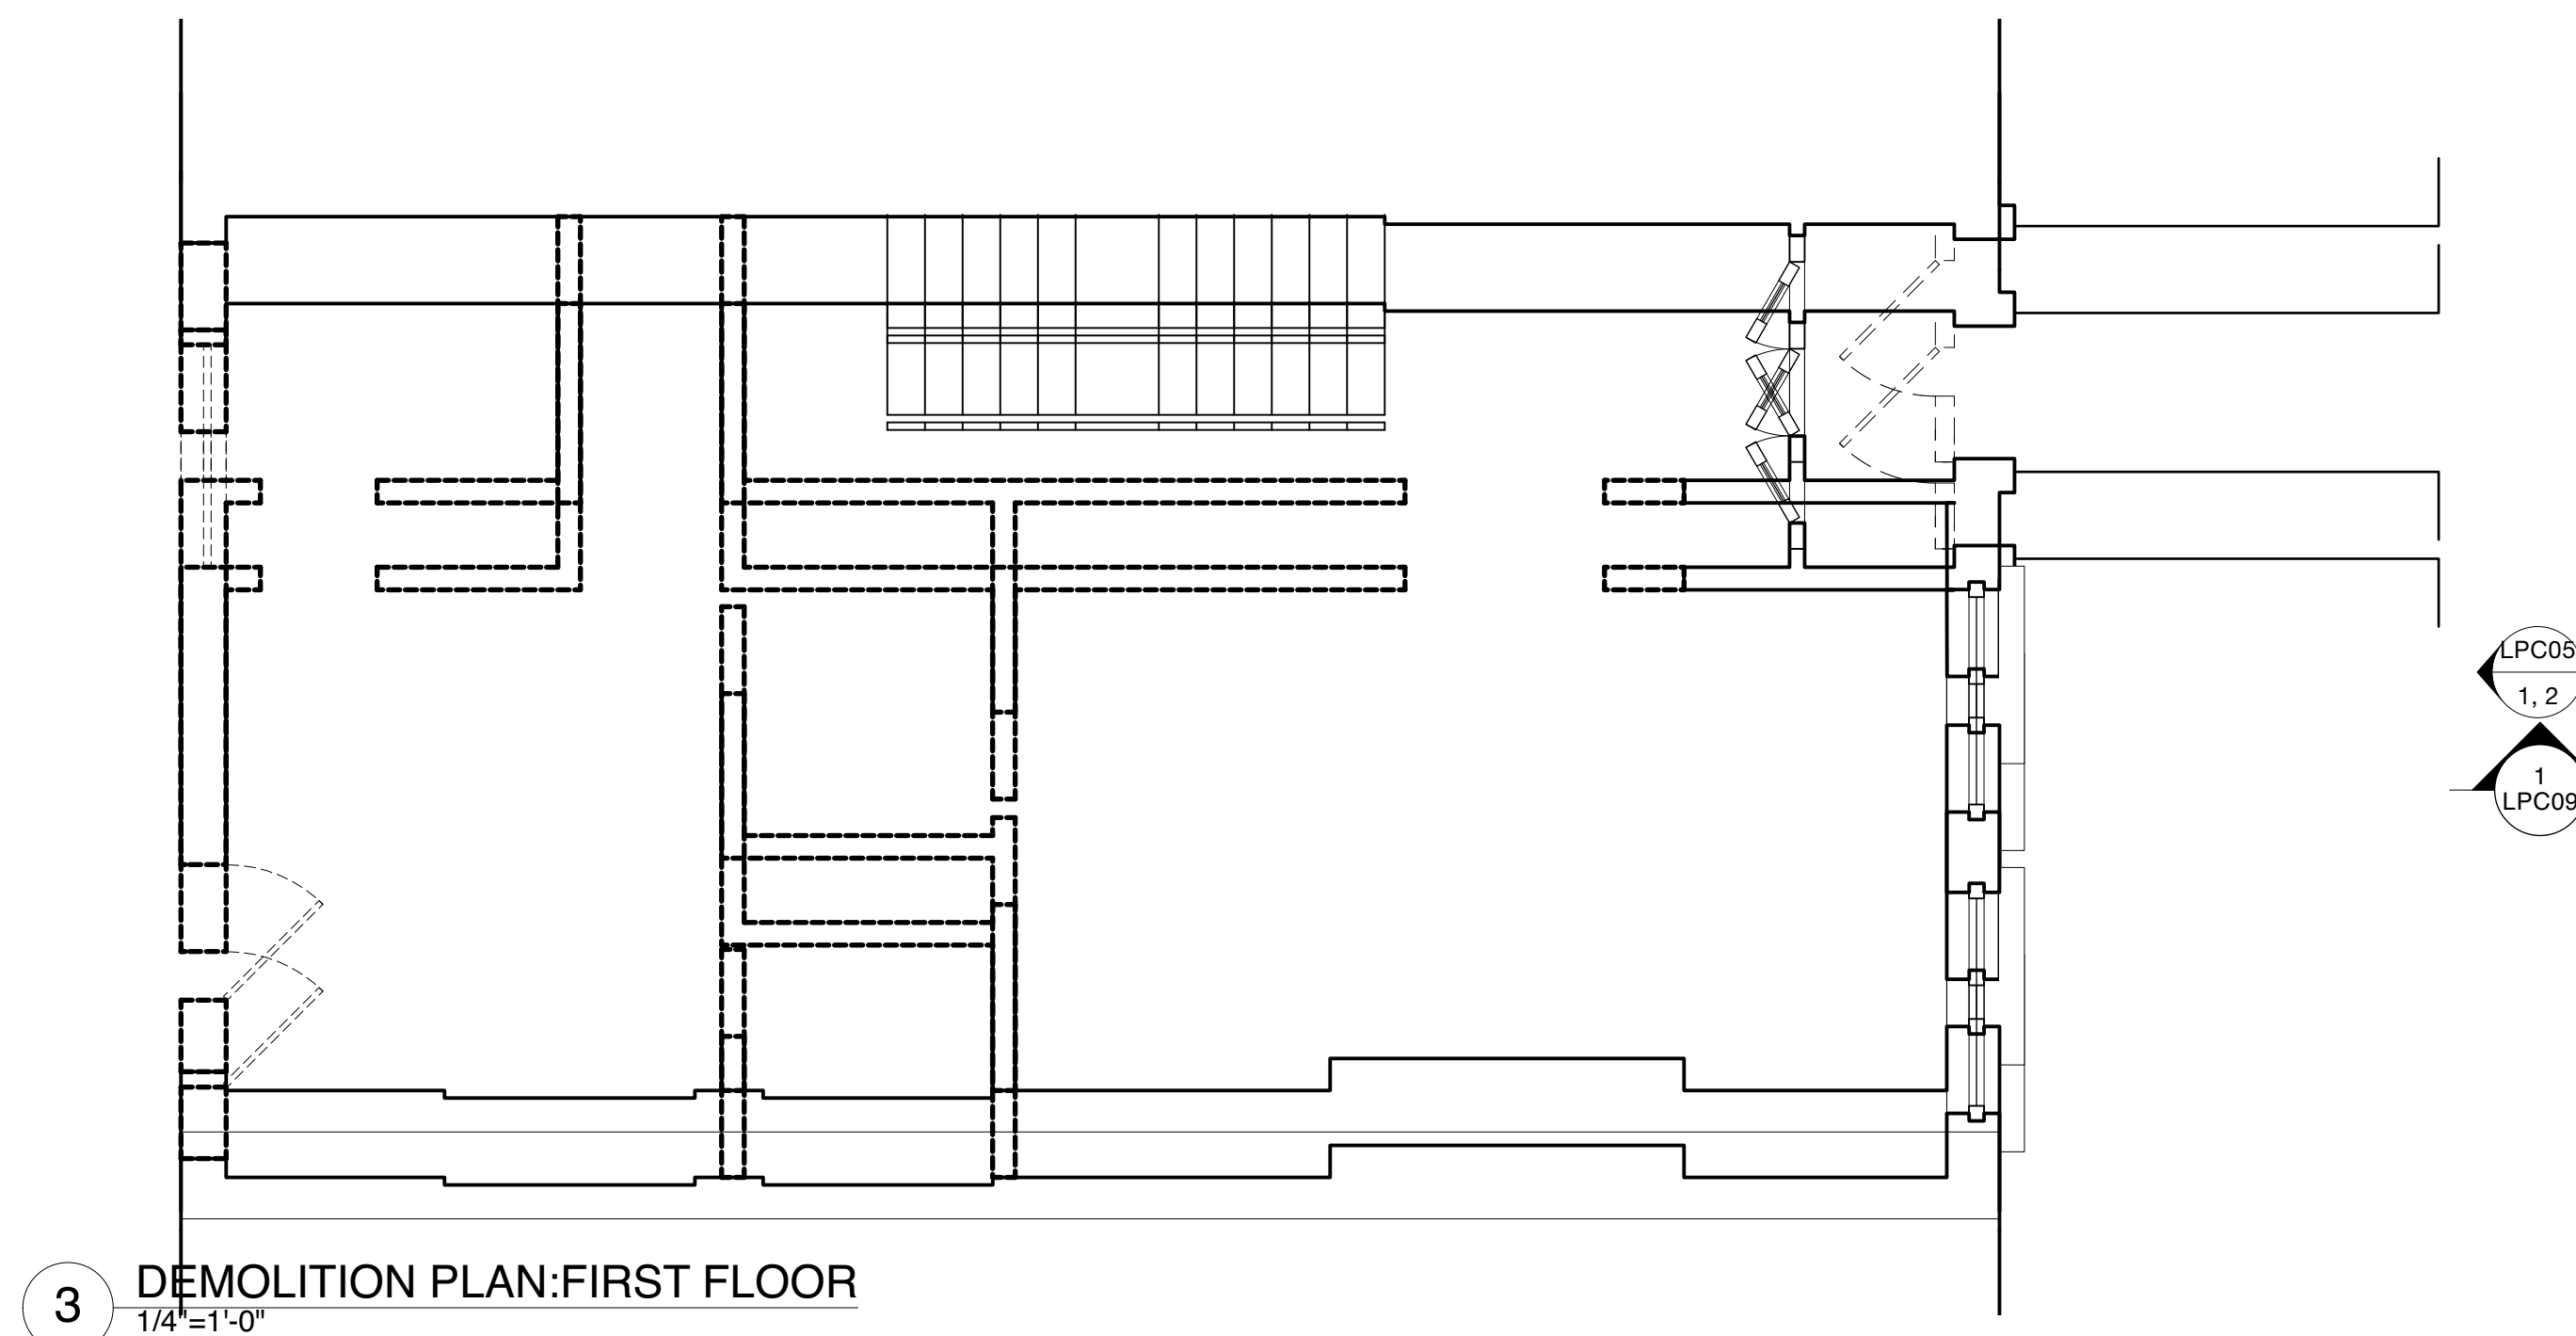 LPC05
1, 2
1
LPC09
3
DEMOLITION PLAN:FIRST FLOOR
1/4"=1'-0"